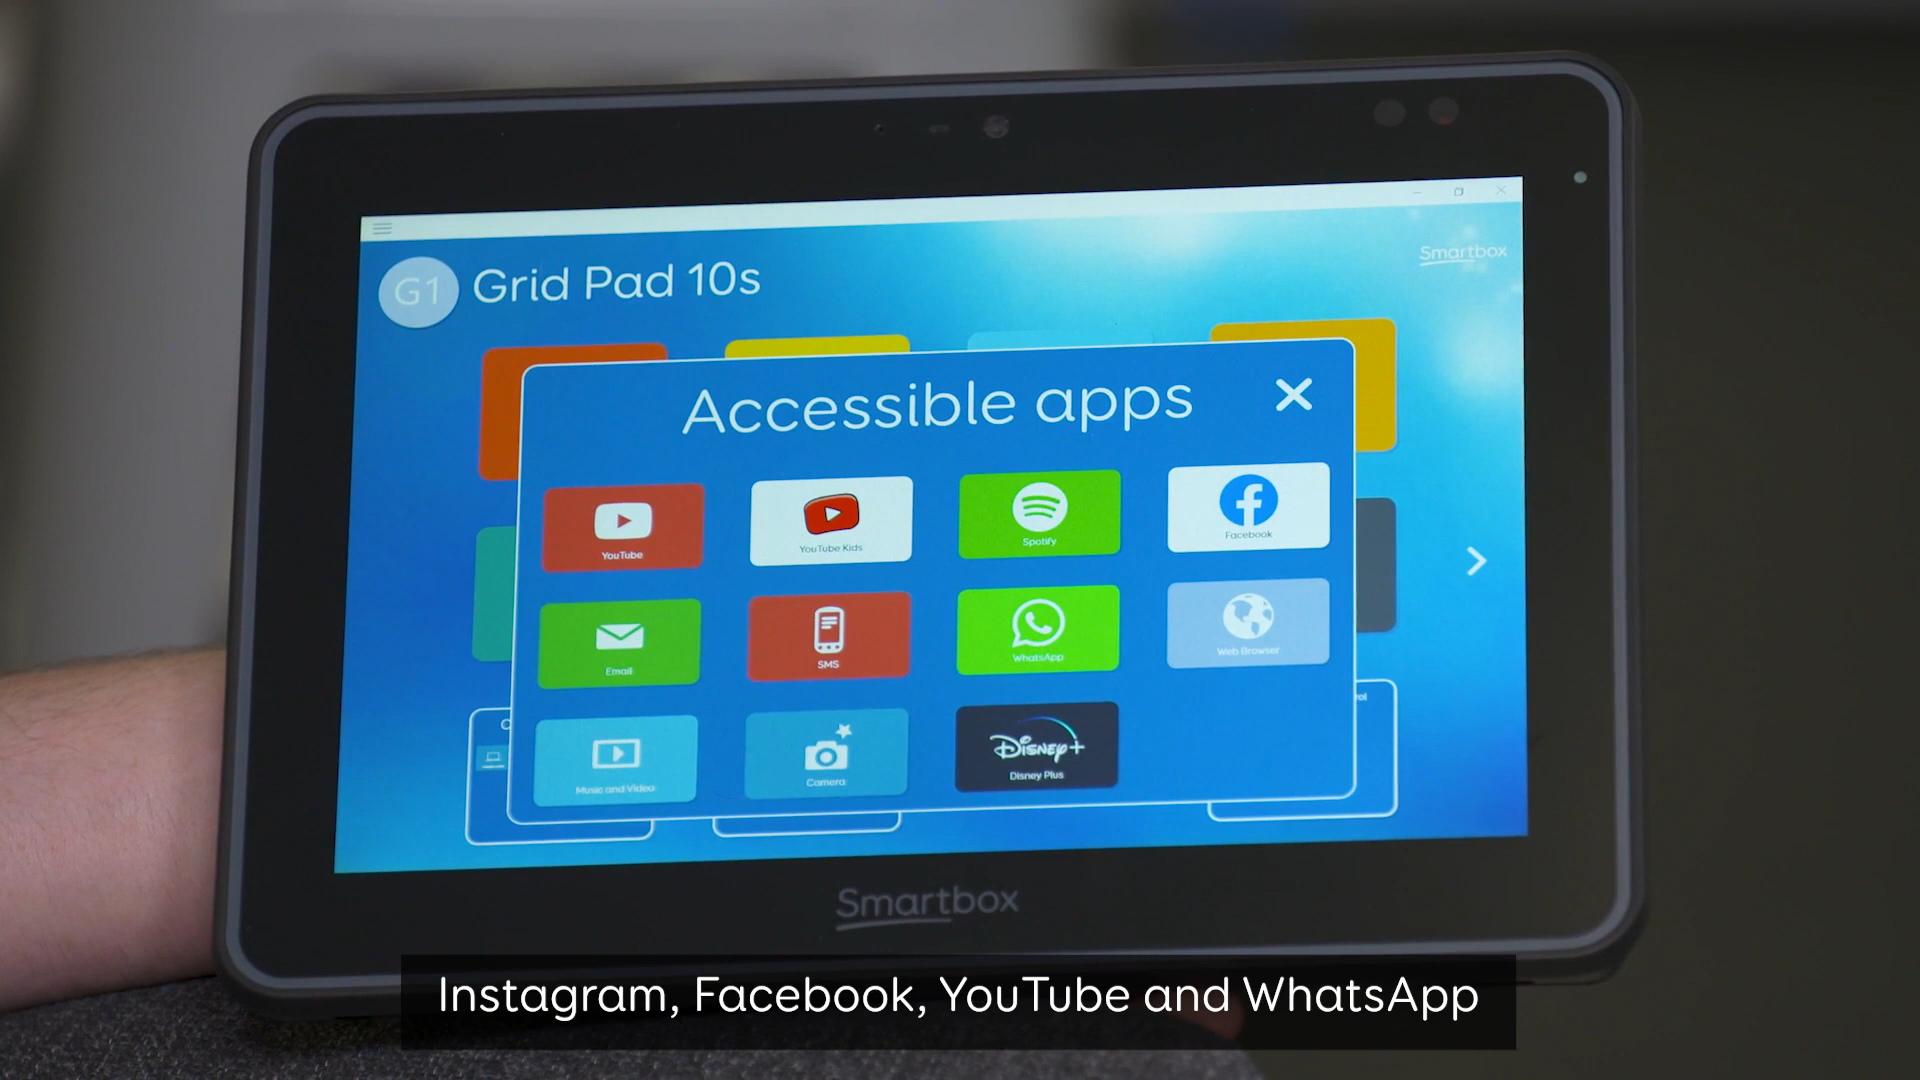 Smartbox
G1 Grid Pad 10s
Accessible apps
YouTube
YouTube Kids
Spotify
Facebook
Email
SMS
WhatsApp
Web Browser
Music and Video
Camera
Disney+
Disney Plus
Smartbox
Instagram, Facebook, YouTube and WhatsApp